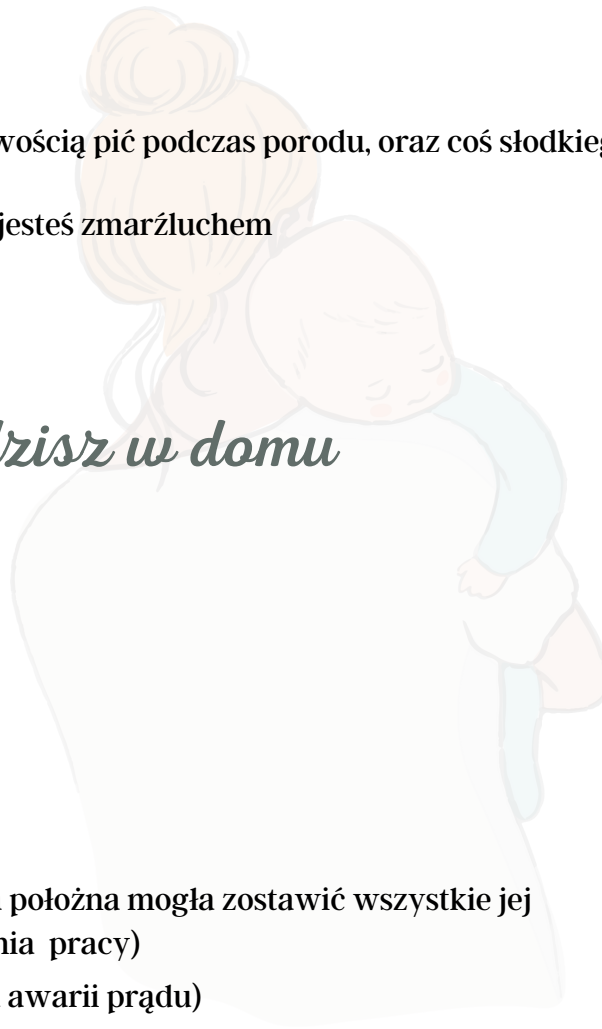 wością pić podczas porodu, oraz coś słodkieg
jesteś zmarźluchem
dzisz w domu
położna mogła zostawić wszystkie jej
nia pracy)
awarii prądu)